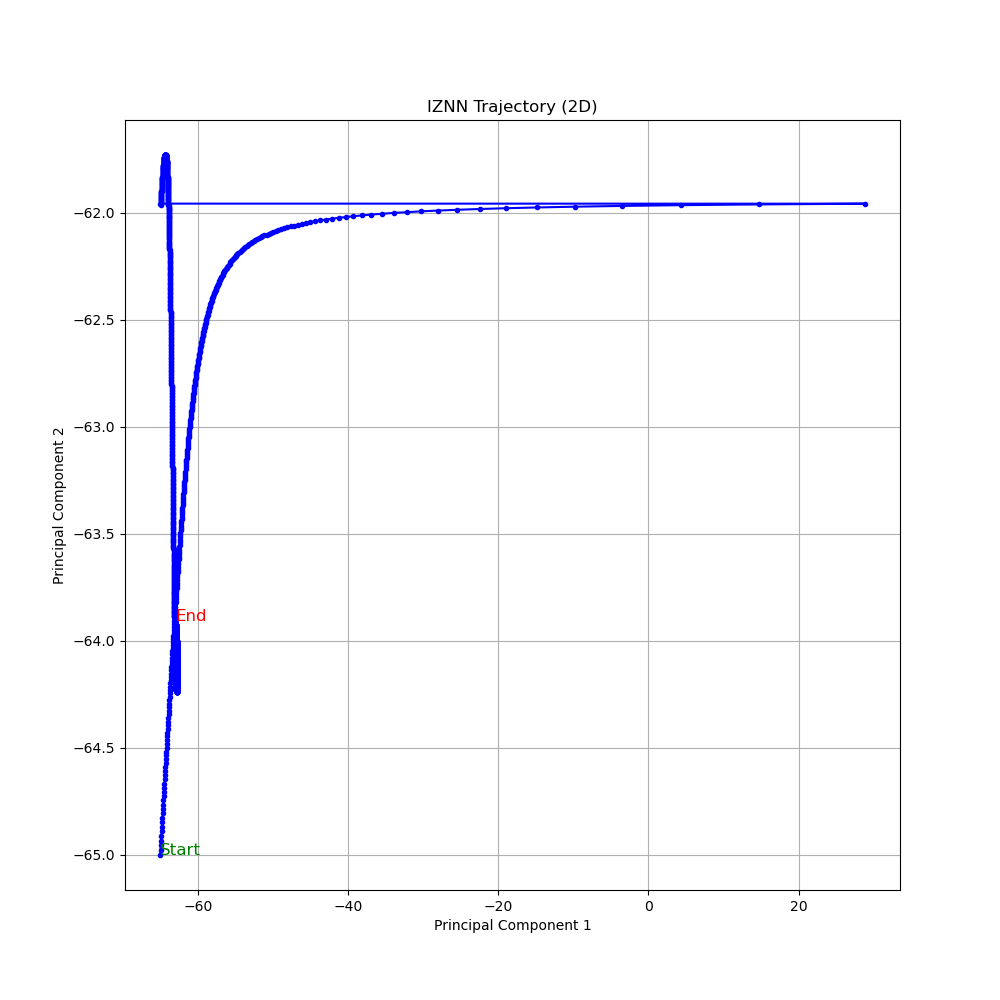 IZNN Trajectory (2D)
Principal Component 2
−62.0
−62.5
−63.0
−63.5
−64.0
−64.5
−65.0
End
Start
−60
−40
−20
0
20
Principal Component 1